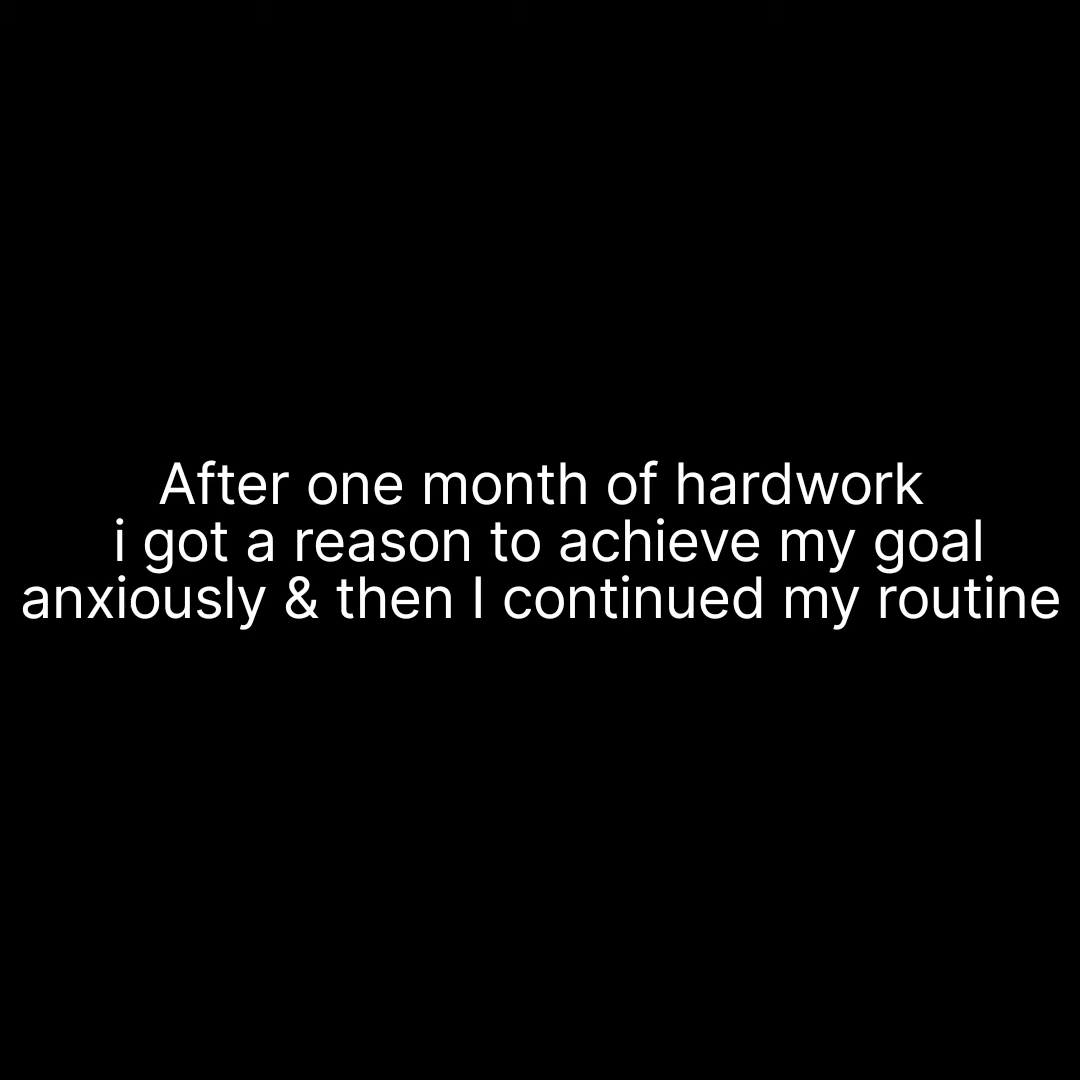 After one month of hardwork
i got a reason to achieve my goal
anxiously & then I continued my routine